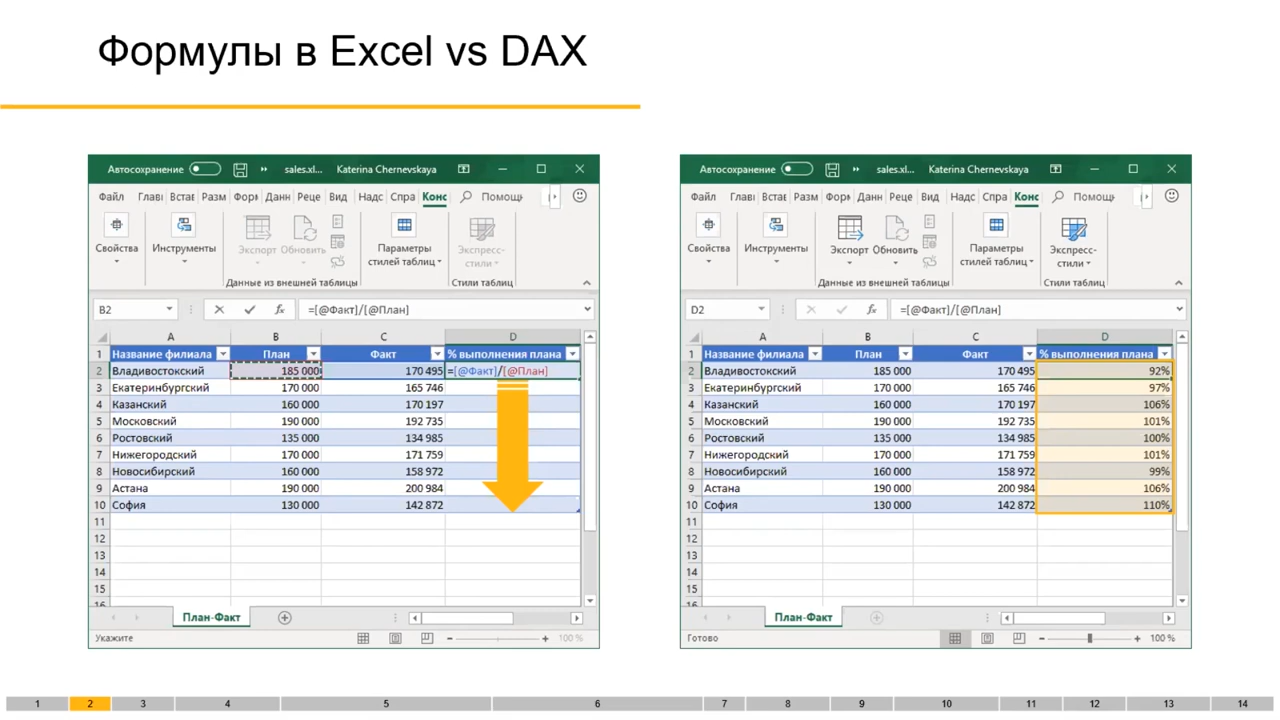 Формулы в Excel vs DAX
Автосохранение sales.xl... Katerina Chernevskaya
Файл Главі Встав Разм Форм Данн Реце Вид Надс Спра Конс Помощь
Свойства Инструменты Экспорт Обновить Параметры стилей таблиц Экспресс-стили
Данные из внешней таблицы Стили таблиц
B2 fx =[@Факт]/[@План]
A B C D
1 Название филиала План Факт % выполнения плана
2 Владивостокский 185 000 170 495 =[@Факт]/[@План]
3 Екатеринбургский 170 000 165 746
4 Казанский 160 000 170 197
5 Московский 190 000 192 735
6 Ростовский 135 000 134 985
7 Нижегородский 170 000 171 759
8 Новосибирский 160 000 158 972
9 Астана 190 000 200 984
10 София 130 000 142 872
11
12
13
14
15
16
План-Факт
Укажите 100 %
Автосохранение sales.xl... Katerina Chernevskaya
Файл Главі Встав Разм Форм Данн Реце Вид Надс Спра Конс Помощь
Свойства Инструменты Экспорт Обновить Параметры стилей таблиц Экспресс-стили
Данные из внешней таблицы Стили таблиц
D2 fx =[@Факт]/[@План]
A B C D
1 Название филиала План Факт % выполнения плана
2 Владивостокский 185 000 170 495 92%
3 Екатеринбургский 170 000 165 746 97%
4 Казанский 160 000 170 197 106%
5 Московский 190 000 192 735 101%
6 Ростовский 135 000 134 985 100%
7 Нижегородский 170 000 171 759 101%
8 Новосибирский 160 000 158 972 99%
9 Астана 190 000 200 984 106%
10 София 130 000 142 872 110%
11
12
13
14
15
16
План-Факт
Готово 100 %
1 2 3 4 5 6 7 8 9 10 11 12 13 14